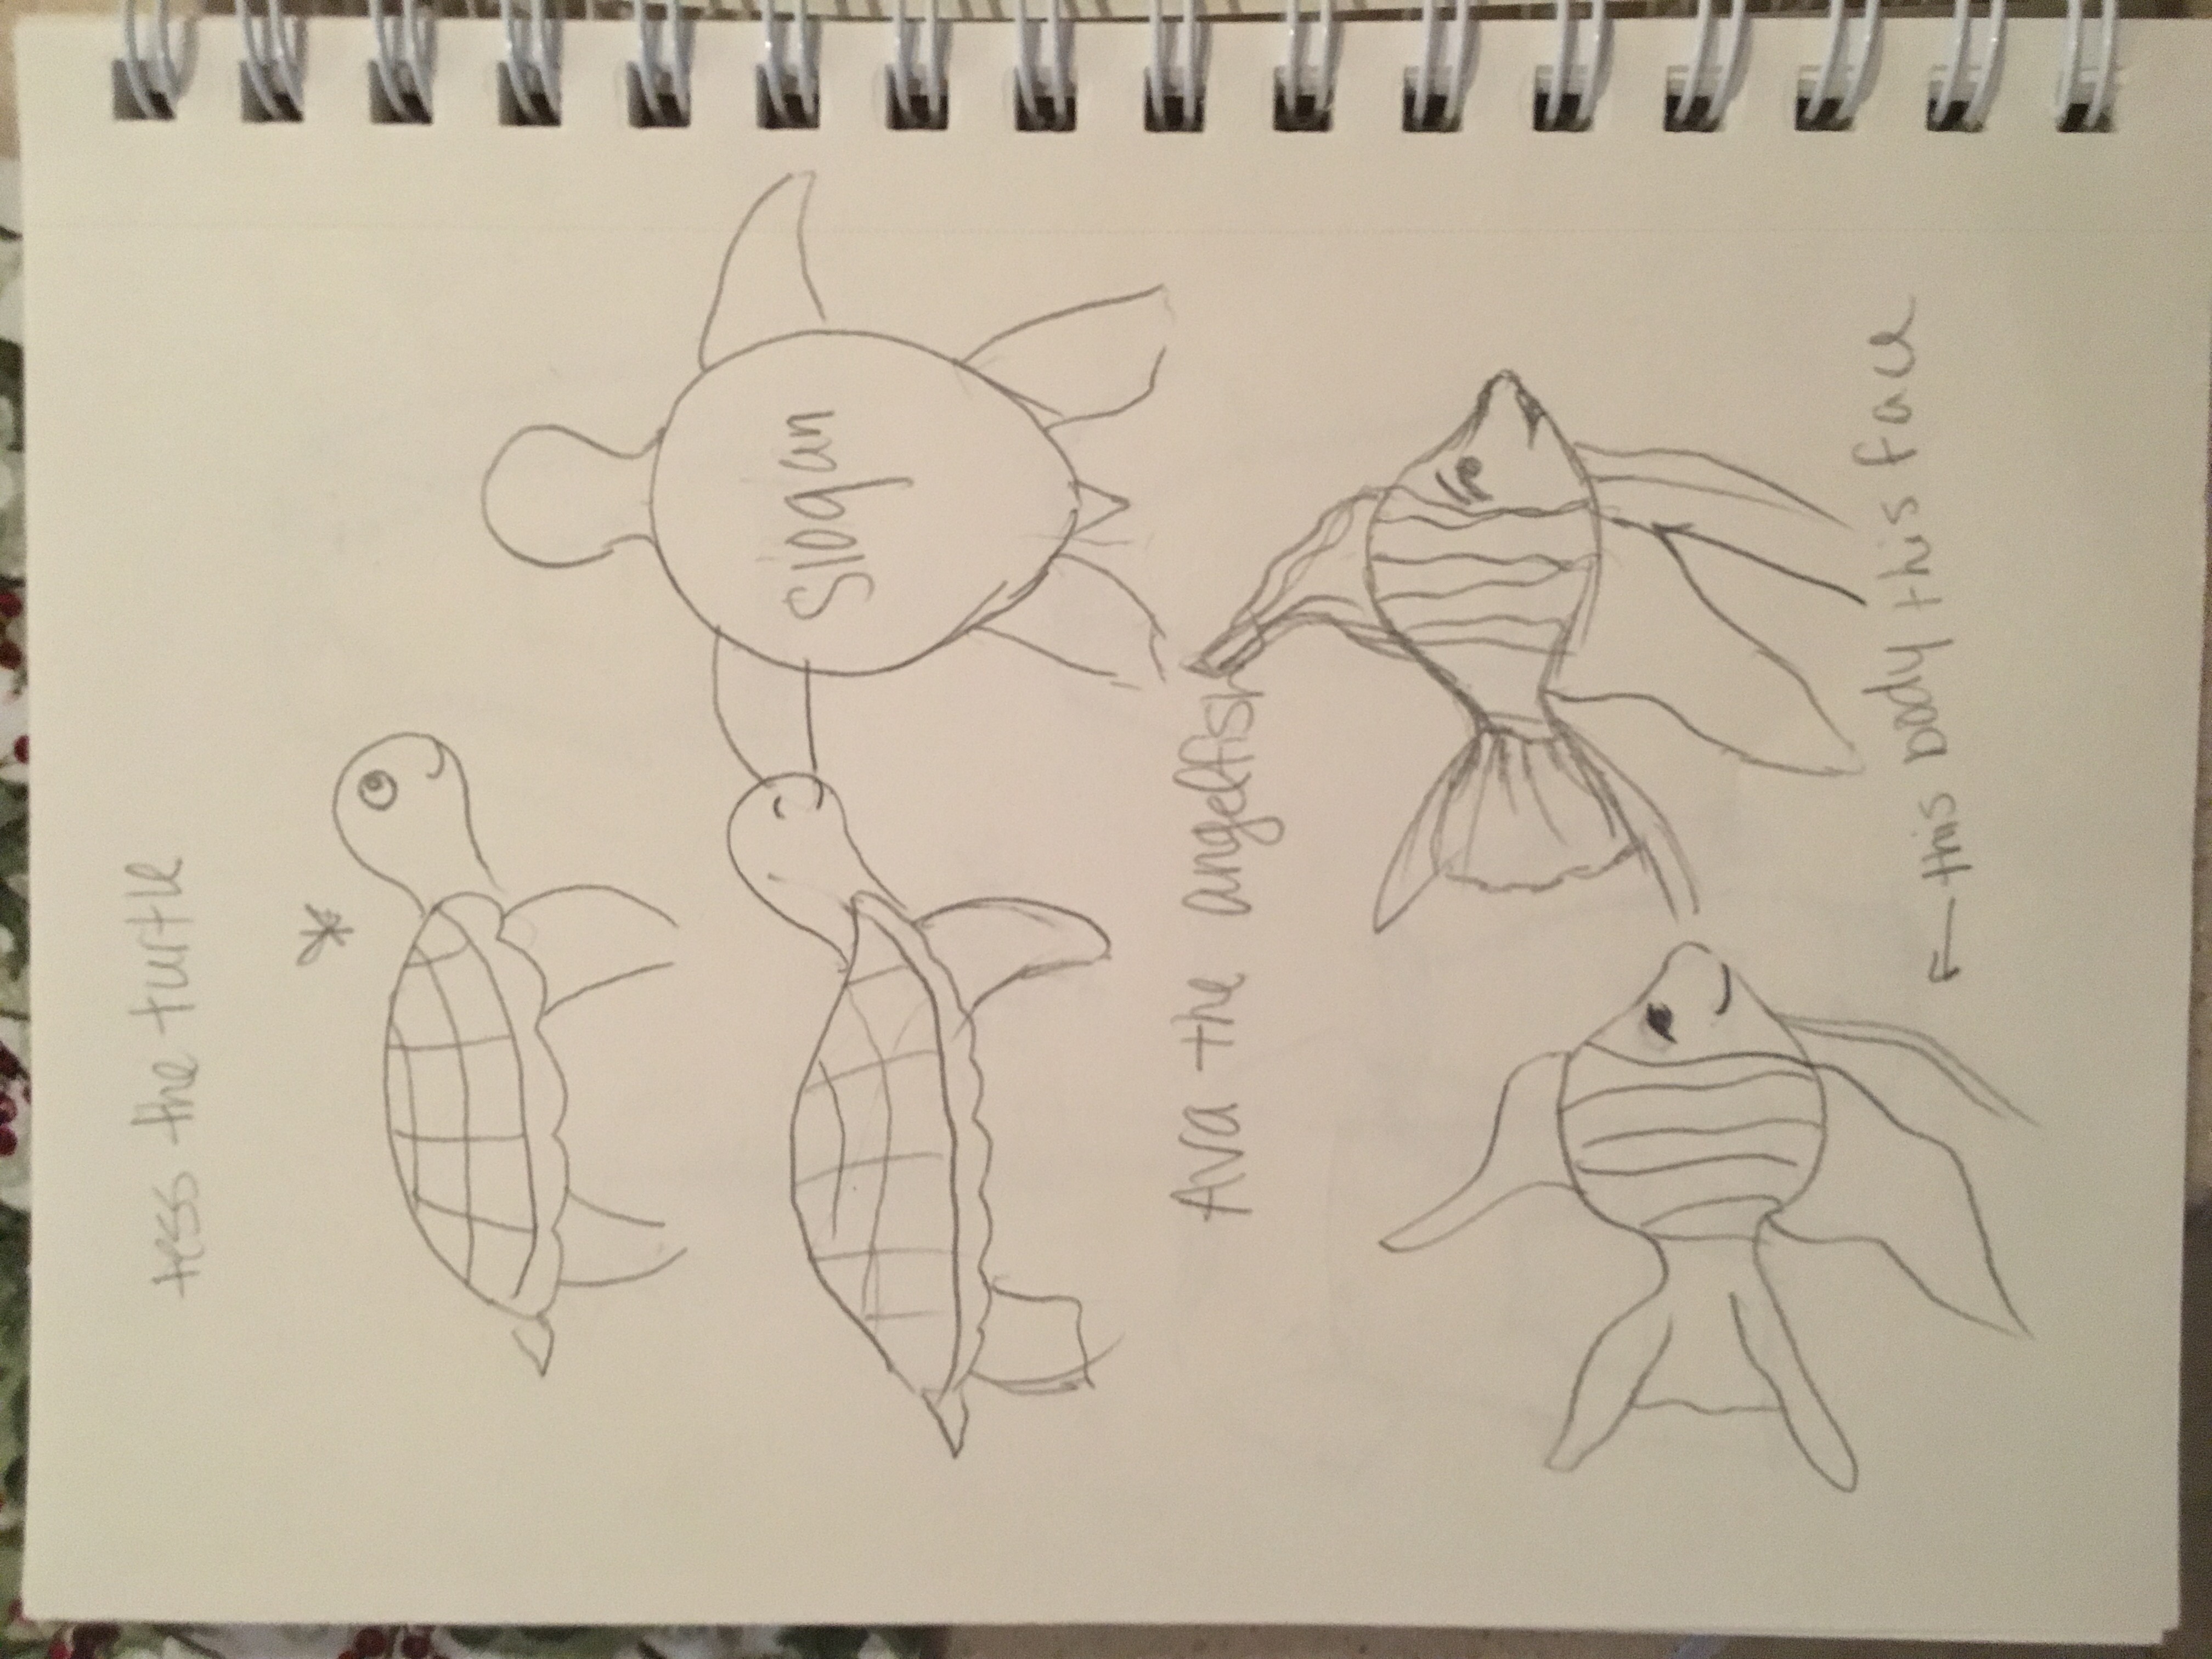 tess the turtle
Slogan
Ava the angelfish
this body this face